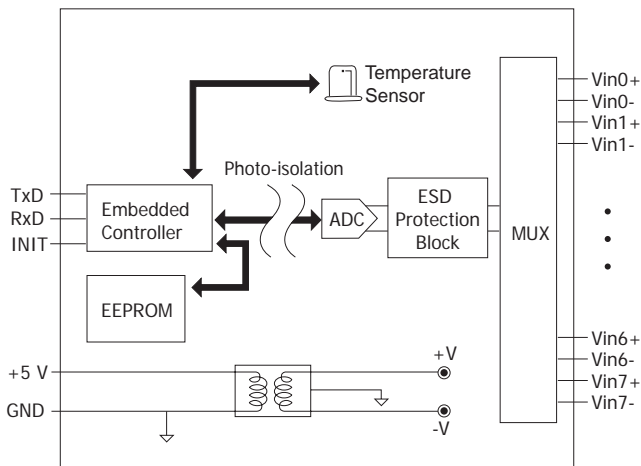 Temperature
Sensor
Vin0+
Vin0-
Vin1+
Vin1-
Photo-isolation
TxD
RxD
INIT
Embedded
Controller
ADC
ESD
Protection
Block
MUX
EEPROM
Vin6+
Vin6-
Vin7+
Vin7-
+5 V
GND
+V
-V